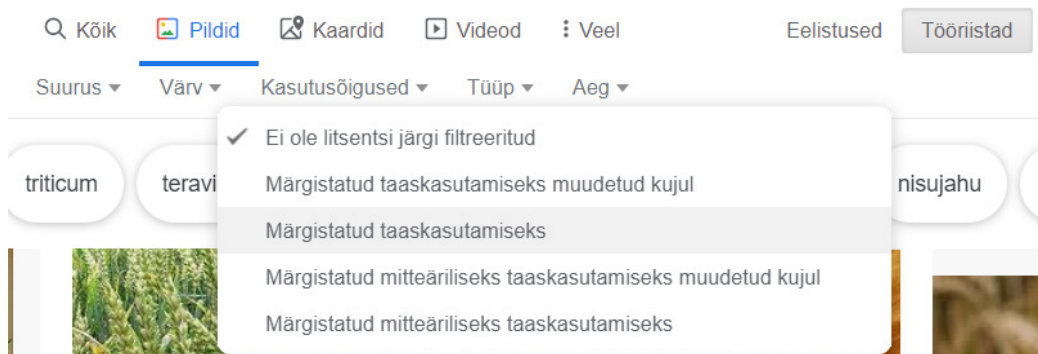 Kõik Pildid Kaardid Videod Veel Eelistused Tööriistad
Suurus Värv Kasutusõigused Tüüp Aeg
Ei ole litsentsi järgi filtreeritud
triticum teravi nisujahu
Märgistatud taaskasutamiseks muudetud kujul
Märgistatud taaskasutamiseks
Märgistatud mitteäriliseks taaskasutamiseks muudetud kujul
Märgistatud mitteäriliseks taaskasutamiseks